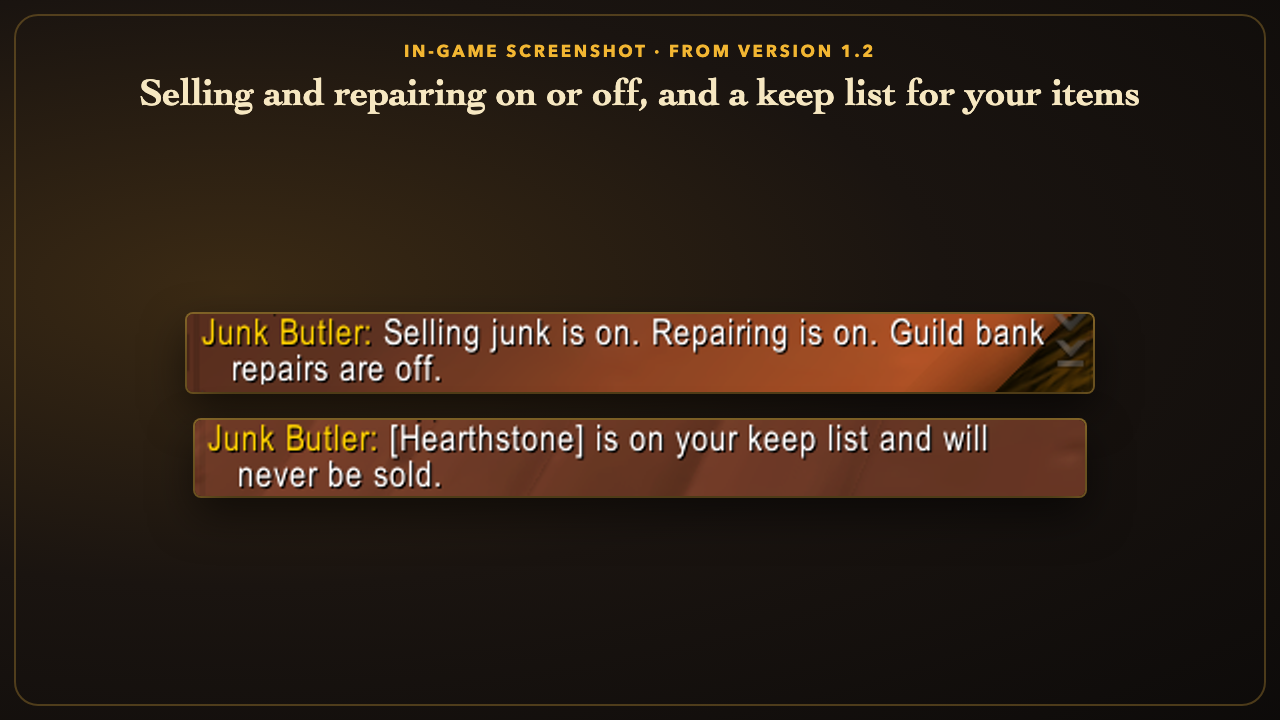 IN-GAME SCREENSHOT · FROM VERSION 1.2
Selling and repairing on or off, and a keep list for your items
Junk Butler: Selling junk is on. Repairing is on. Guild bank
repairs are off.
Junk Butler: [Hearthstone] is on your keep list and will
never be sold.